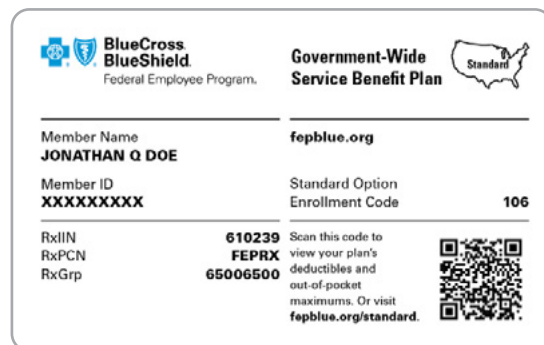 BlueCross
BlueShield
Federal Employee Program.
Government-Wide
Service Benefit Plan
Standard
Member Name
JONATHAN Q DOE
fepblue.org
Member ID
XXXXXXXXX
Standard Option
Enrollment Code 106
RxIIN 610239
RxPCN FEPRX
RxGrp 65006500
Scan this code to
view your plan's
deductibles and
out-of-pocket
maximums. Or visit
fepblue.org/standard.